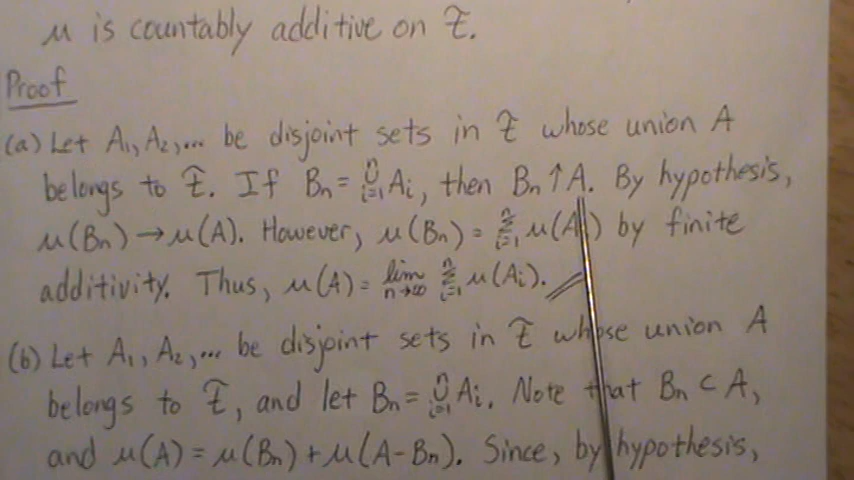 μ is countably additive on ℱ.
Proof
(a) Let A₁, A₂, ... be disjoint sets in ℱ whose union A
belongs to ℱ. If Bₙ = ⋃ᵢ₌₁ⁿ Aᵢ, then Bₙ ↑ A. By hypothesis,
μ(Bₙ) → μ(A). However, μ(Bₙ) = Σᵢ₌₁ⁿ μ(Aᵢ) by finite
additivity. Thus, μ(A) = lim n→∞ Σᵢ₌₁ⁿ μ(Aᵢ). //
(b) Let A₁, A₂, ... be disjoint sets in ℱ whose union A
belongs to ℱ, and let Bₙ = ⋃ᵢ₌₁ⁿ Aᵢ. Note that Bₙ ⊂ A,
and μ(A) = μ(Bₙ) + μ(A - Bₙ). Since, by hypothesis,